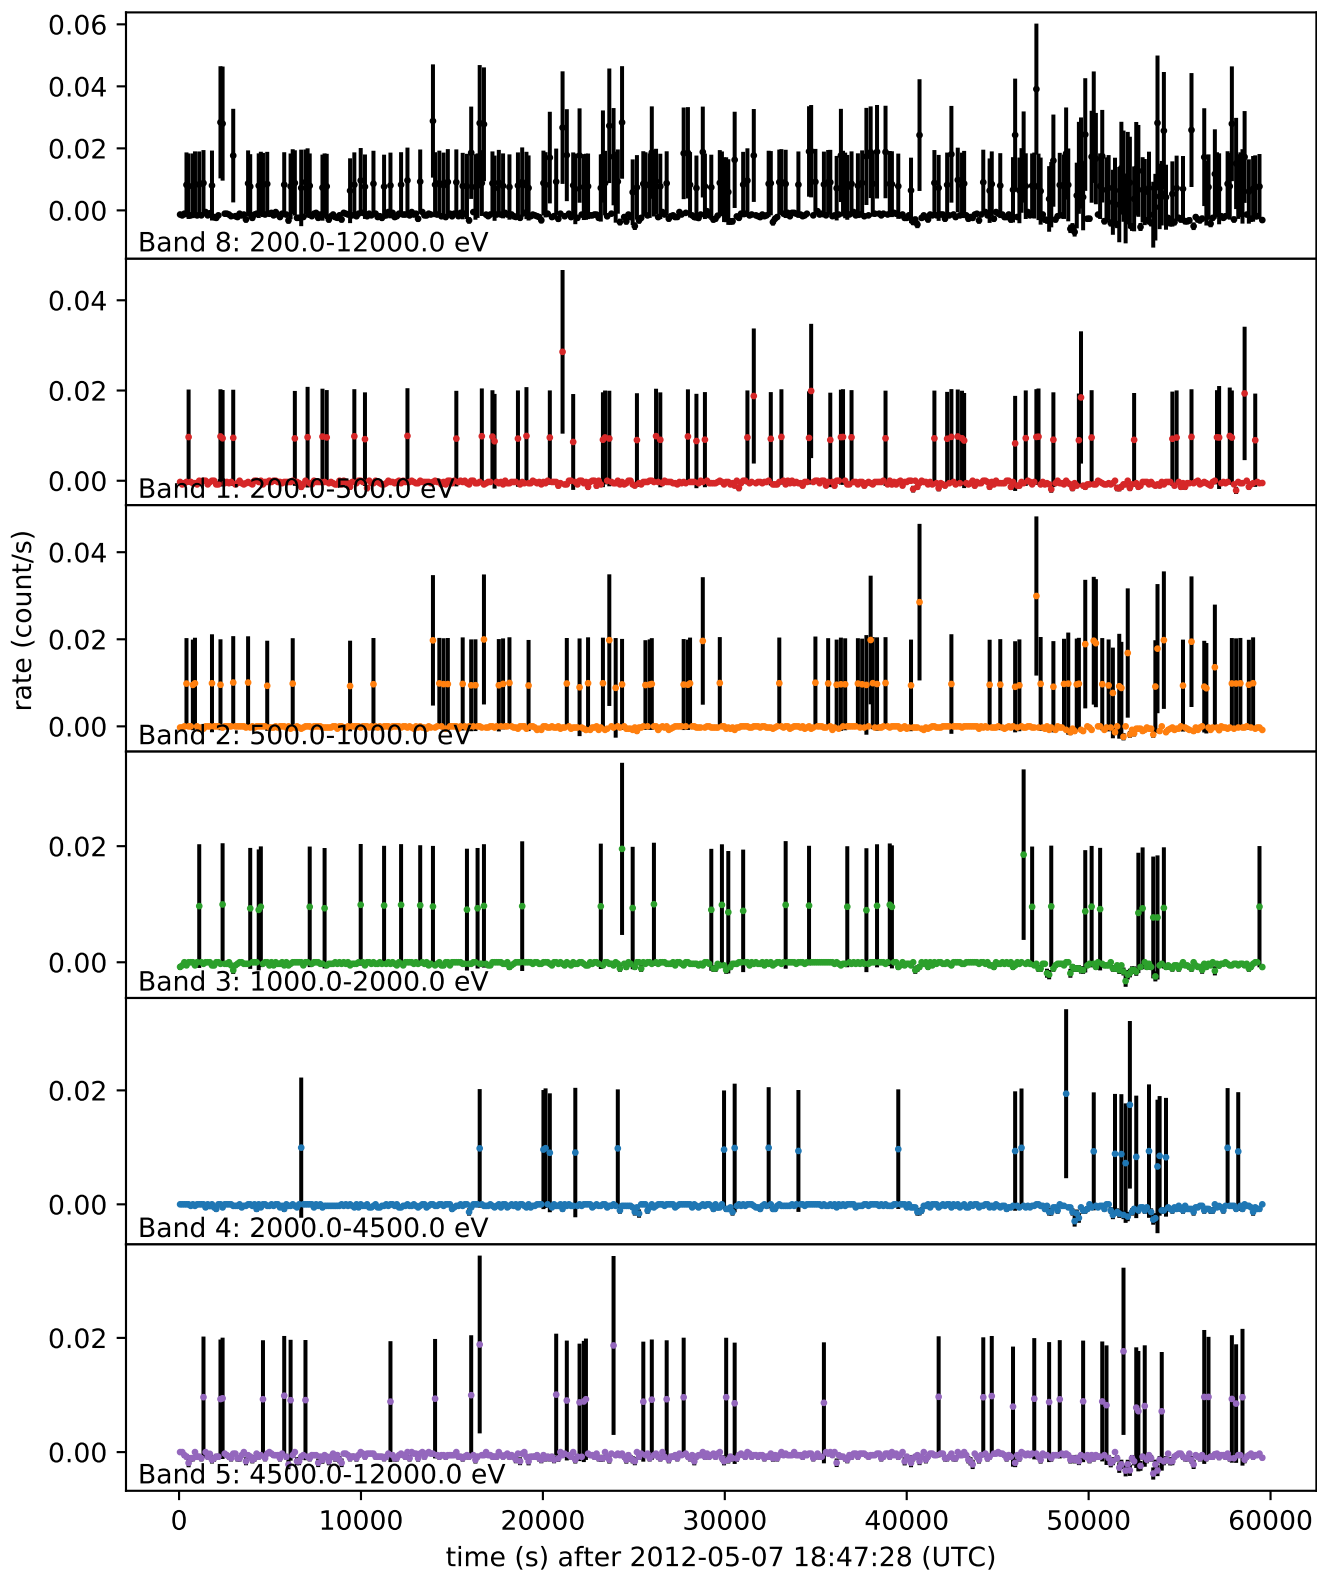 0.06
0.04
0.02
0.00
Band 8: 200.0-12000.0 eV
0.04
0.02
0.00
Band 1: 200.0-500.0 eV
rate (count/s)
0.04
0.02
0.00
Band 2: 500.0-1000.0 eV
0.02
0.00
Band 3: 1000.0-2000.0 eV
0.02
0.00
Band 4: 2000.0-4500.0 eV
0.02
0.00
Band 5: 4500.0-12000.0 eV
0 10000 20000 30000 40000 50000 60000
time (s) after 2012-05-07 18:47:28 (UTC)